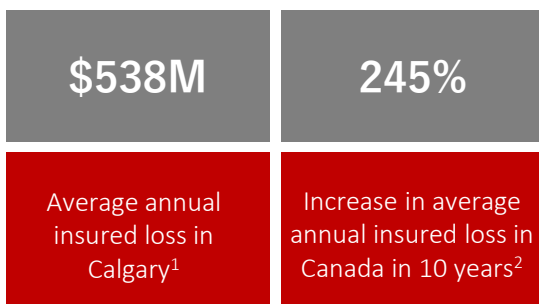 $538M
245%
Average annual
insured loss in
Calgary¹
Increase in average
annual insured loss in
Canada in 10 years²